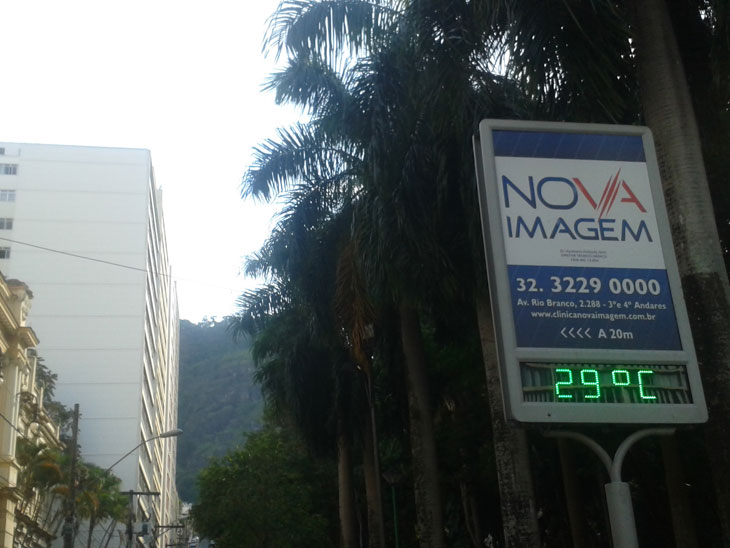 NOVA
IMAGEM
32. 3229 0000
Av. Rio Branco, 2.288 - 3º e 4º Andares
www.clinicanovaimagem.com.br
<<<< A 20m
29ºC